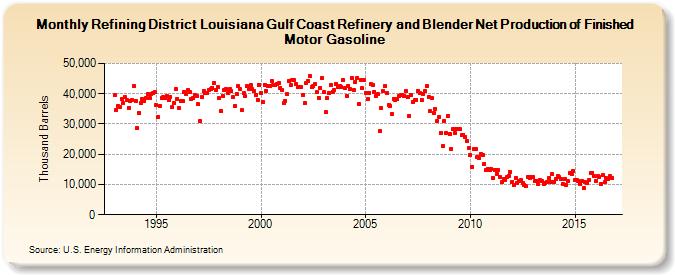 Monthly Refining District Louisiana Gulf Coast Refinery and Blender Net Production of Finished
Motor Gasoline
Thousand Barrels
50,000
40,000
30,000
20,000
10,000
0
1995
2000
2005
2010
2015
Source: U.S. Energy Information Administration